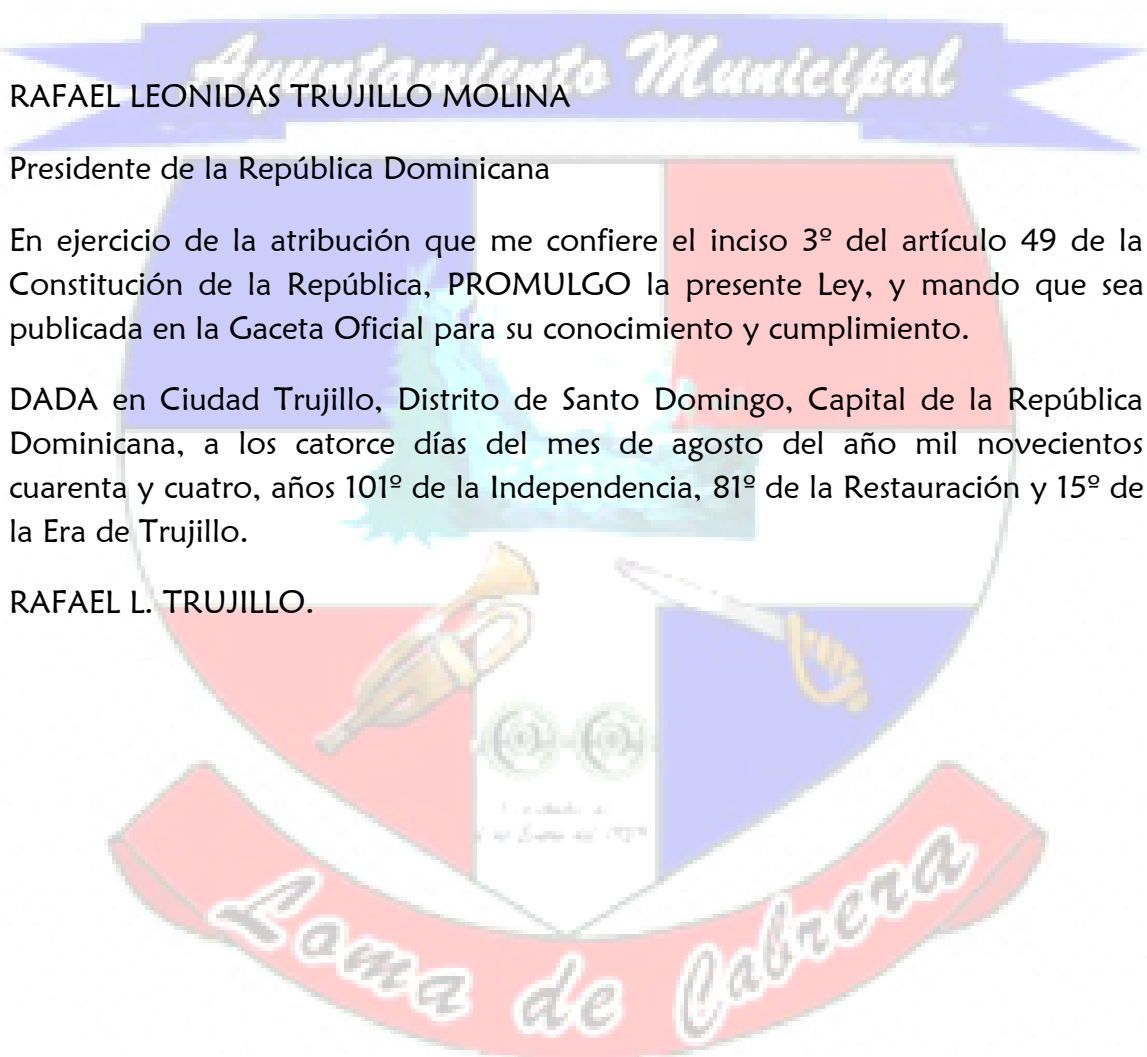 Ayuntamiento Municipal
RAFAEL LEONIDAS TRUJILLO MOLINA
Presidente de la República Dominicana
En ejercicio de la atribución que me confiere el inciso 3º del artículo 49 de la
Constitución de la República, PROMULGO la presente Ley, y mando que sea
publicada en la Gaceta Oficial para su conocimiento y cumplimiento.
DADA en Ciudad Trujillo, Distrito de Santo Domingo, Capital de la República
Dominicana, a los catorce días del mes de agosto del año mil novecientos
cuarenta y cuatro, años 101º de la Independencia, 81º de la Restauración y 15º de
la Era de Trujillo.
RAFAEL L. TRUJILLO.
Loma de Cabrera